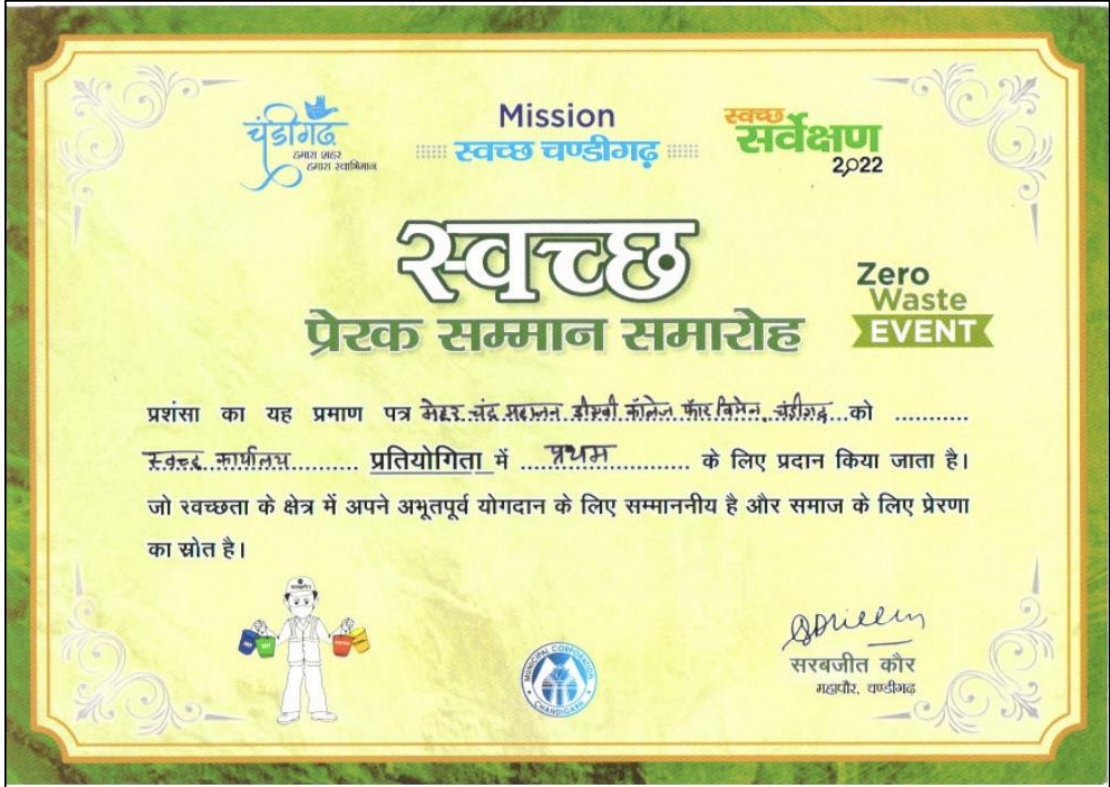 चंडीगढ़
हमारा शहर
हमारा स्वाभिमान
Mission
स्वच्छ चण्डीगढ़
स्वच्छ
सर्वेक्षण
2022
स्वच्छ
प्रेरक सम्मान समारोह
Zero
Waste
EVENT
प्रशंसा का यह प्रमाण पत्र मेहर चंद महाजन डीएवी कॉलेज फॉर विमेन, चंडीगढ़ को ...........
स्वच्छ कार्यालय ........... प्रतियोगिता में ........... प्रथम ........... के लिए प्रदान किया जाता है।
जो स्वच्छता के क्षेत्र में अपने अभूतपूर्व योगदान के लिए सम्माननीय है और समाज के लिए प्रेरणा
का स्रोत है।
MUNICIPAL CORPORATION
CHANDIGARH
सरबजीत कौर
महापौर, चण्डीगढ़